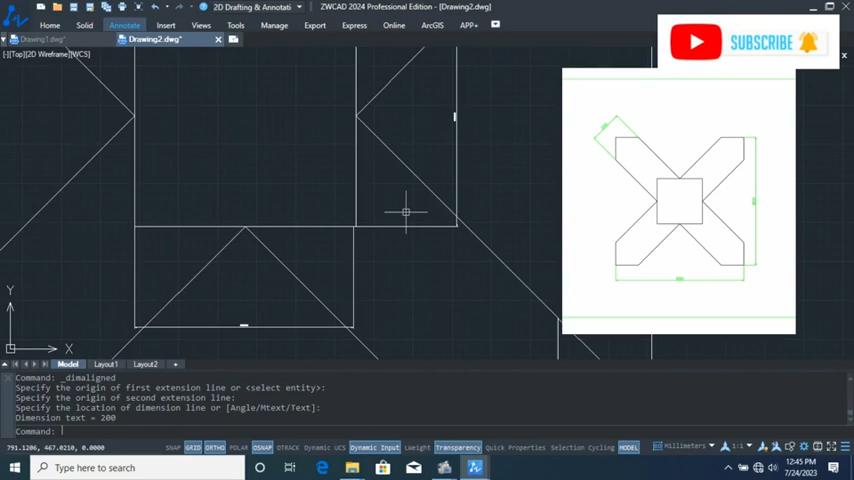 2D Drafting & Annotati
ZWCAD 2024 Professional Edition - [Drawing2.dwg]
Home
Solid
Annotate
Insert
View
Tools
Manage
Export
Express
Online
ArcGIS
APP+
Drawing1.dwg*
Drawing2.dwg*
[-][Top][2D Wireframe][WCS]
SUBSCRIBE
Y
X
Model
Layout1
Layout2
+
Command: _dimaligned
Specify the origin of first extension line or <select entity>:
Specify the origin of second extension line:
Specify the location of dimension line or [Angle/Mtext/Text]:
Dimension text = 200
Command:
791.1206, 467.0210, 0.0000
SNAP
GRID
ORTHO
POLAR
OSNAP
OTRACK
Dynamic UCS
Dynamic Input
LWeight
Transparency
Quick Properties
Selection Cycling
MODEL
Millimeters
1:1
Type here to search
12:45 PM
7/24/2023